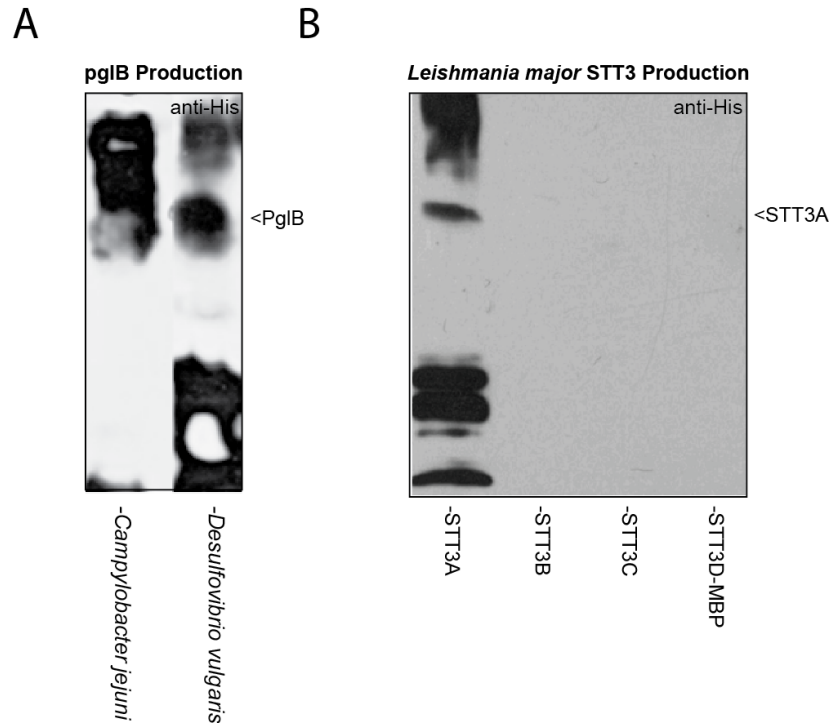 A
B
pglB Production
Leishmania major STT3 Production
anti-His
anti-His
<PglB
<STT3A
-Campylobacter jejuni
-Desulfovibrio vulgaris
-STT3A
-STT3B
-STT3C
-STT3D-MBP